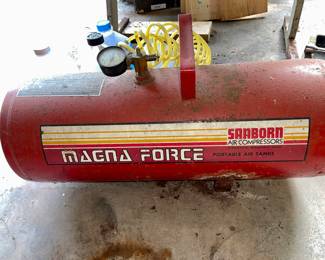 SANBORN
AIR COMPRESSORS
MAGNA FORCE
PORTABLE AIR TANKS